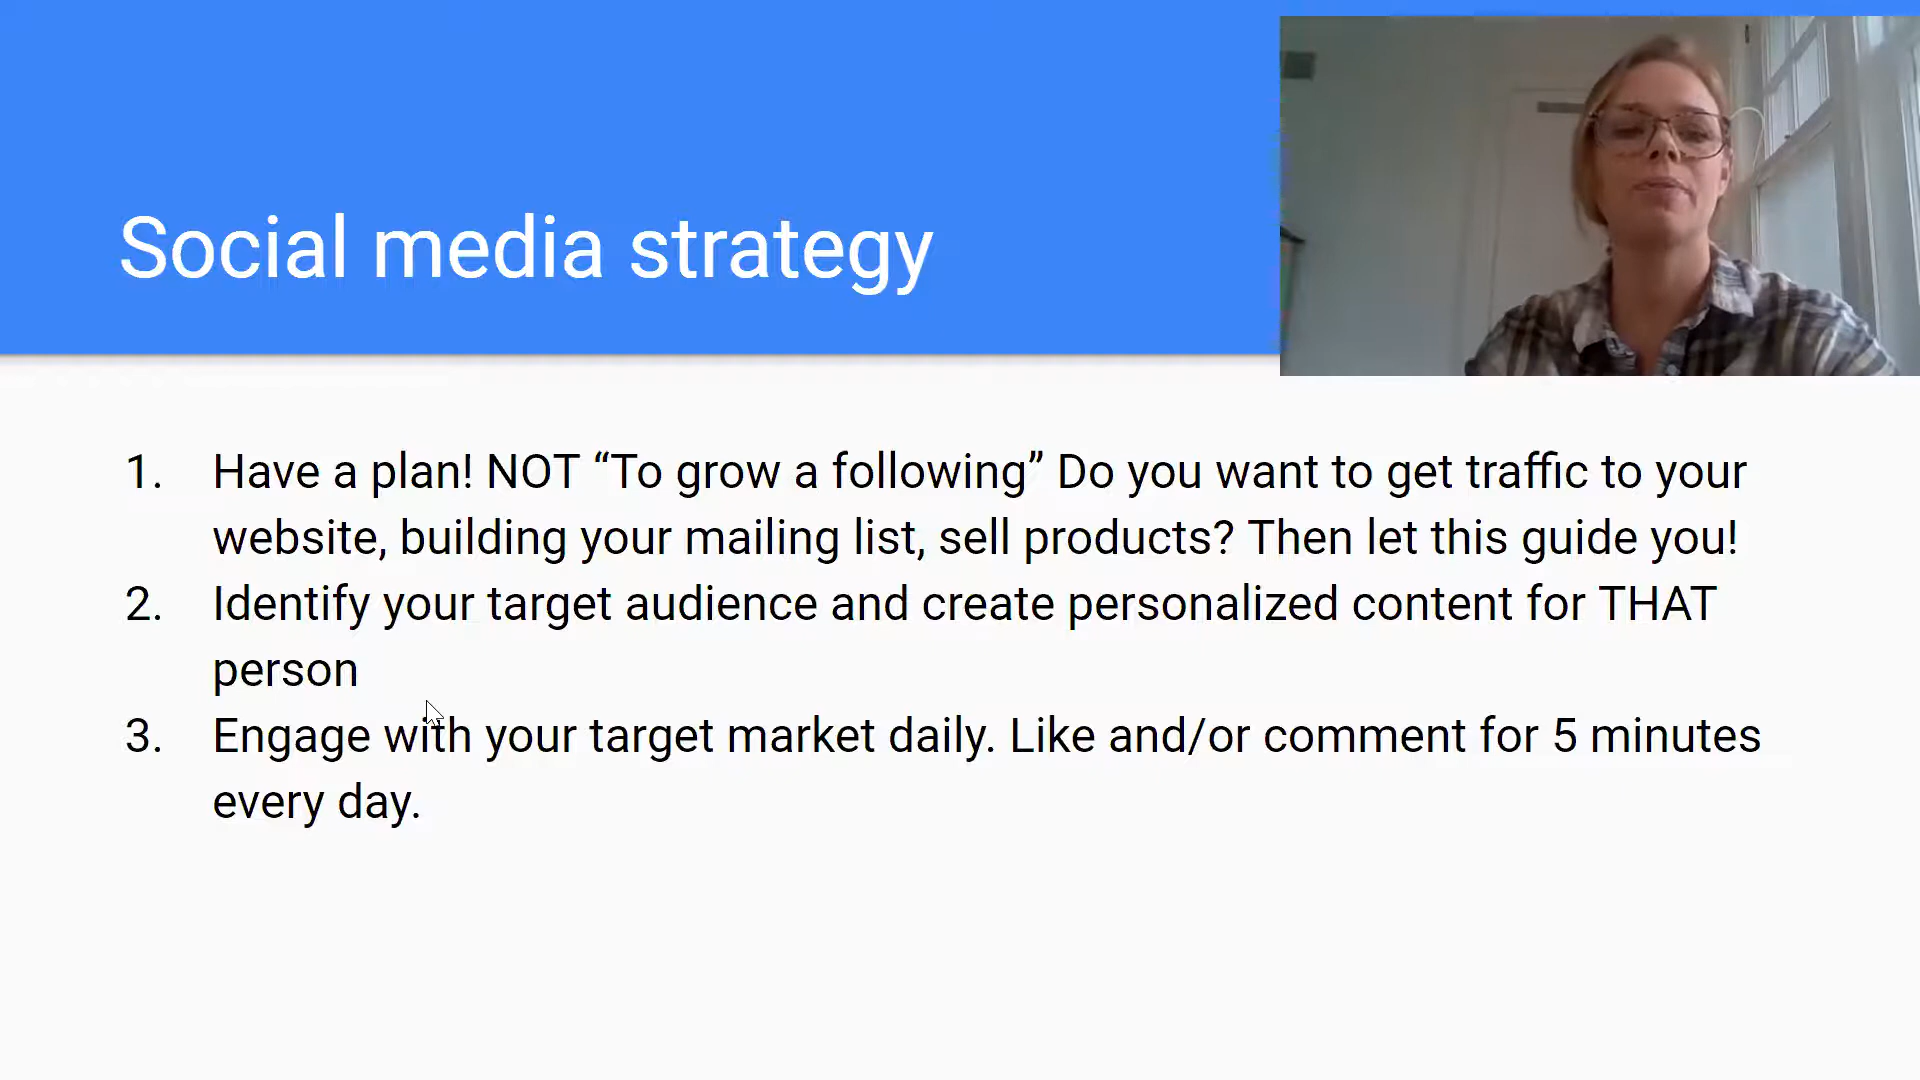 Social media strategy
1. Have a plan! NOT “To grow a following” Do you want to get traffic to your
website, building your mailing list, sell products? Then let this guide you!
2. Identify your target audience and create personalized content for THAT
person
3. Engage with your target market daily. Like and/or comment for 5 minutes
every day.